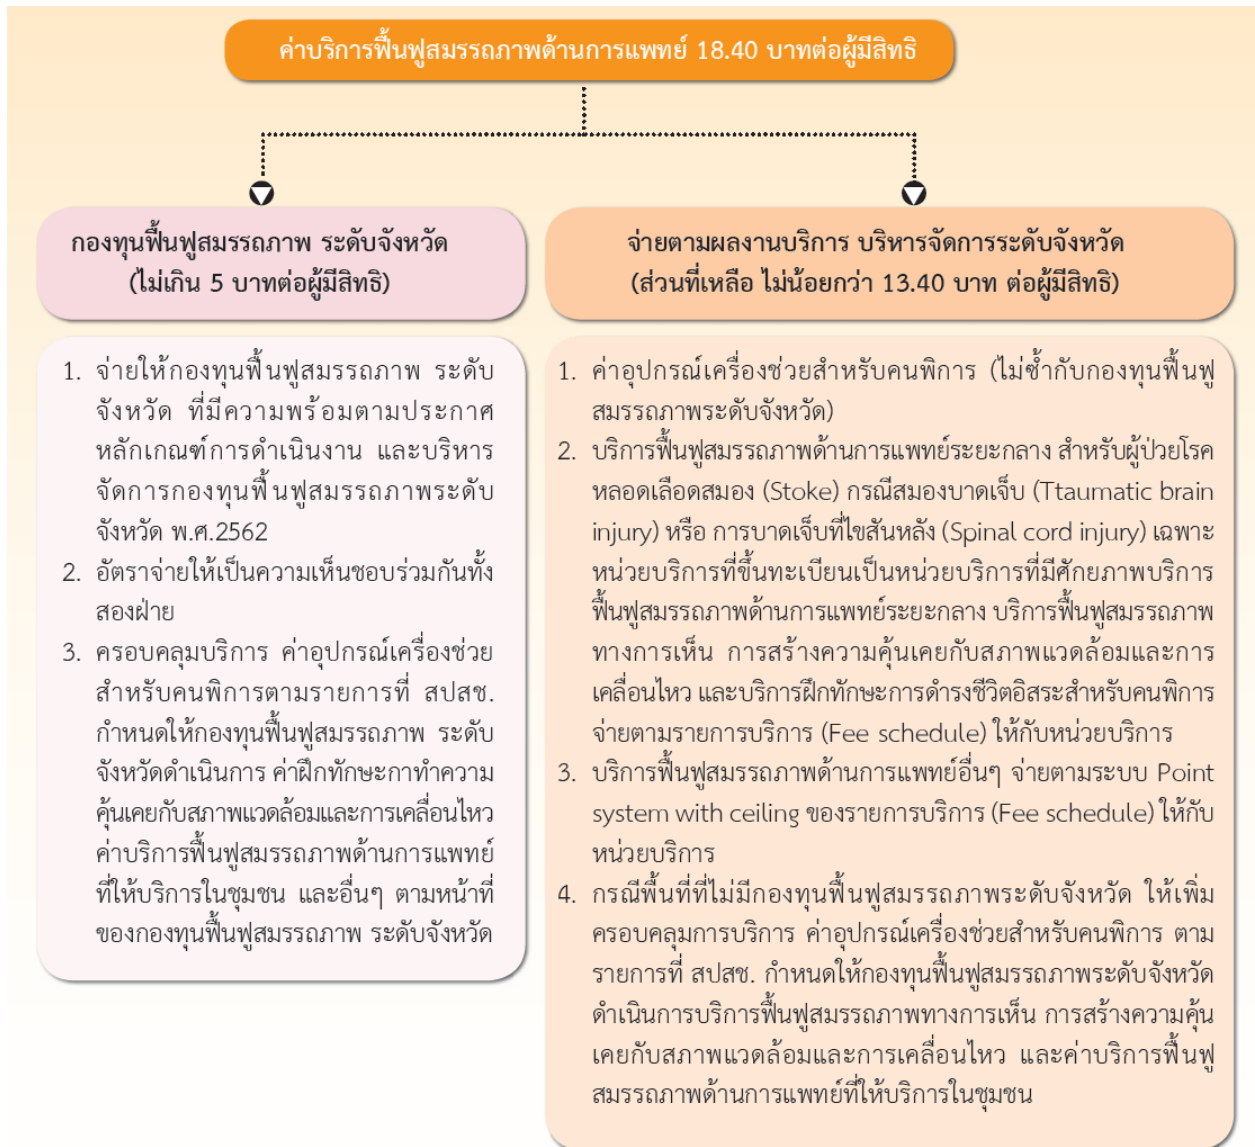 ค่าบริการฟื้นฟูสมรรถภาพด้านการแพทย์ 18.40 บาทต่อผู้มีสิทธิ
กองทุนฟื้นฟูสมรรถภาพ ระดับจังหวัด
(ไม่เกิน 5 บาทต่อผู้มีสิทธิ)
1. จ่ายให้กองทุนฟื้นฟูสมรรถภาพ ระดับ
จังหวัด ที่มีความพร้อมตามประกาศ
หลักเกณฑ์การดำเนินงาน และบริหาร
จัดการกองทุนฟื้นฟูสมรรถภาพระดับ
จังหวัด พ.ศ.2562
2. อัตราจ่ายให้เป็นความเห็นชอบร่วมกันทั้ง
สองฝ่าย
3. ครอบคลุมบริการ ค่าอุปกรณ์เครื่องช่วย
สำหรับคนพิการตามรายการที่ สปสช.
กำหนดให้กองทุนฟื้นฟูสมรรถภาพ ระดับ
จังหวัดดำเนินการ ค่าฝึกทักษะกาทำความ
คุ้นเคยกับสภาพแวดล้อมและการเคลื่อนไหว
ค่าบริการฟื้นฟูสมรรถภาพด้านการแพทย์
ที่ให้บริการในชุมชน และอื่นๆ ตามหน้าที่
ของกองทุนฟื้นฟูสมรรถภาพ ระดับจังหวัด
จ่ายตามผลงานบริการ บริหารจัดการระดับจังหวัด
(ส่วนที่เหลือ ไม่น้อยกว่า 13.40 บาท ต่อผู้มีสิทธิ)
1. ค่าอุปกรณ์เครื่องช่วยสำหรับคนพิการ (ไม่ซ้ำกับกองทุนฟื้นฟู
สมรรถภาพระดับจังหวัด)
2. บริการฟื้นฟูสมรรถภาพด้านการแพทย์ระยะกลาง สำหรับผู้ป่วยโรค
หลอดเลือดสมอง (Stoke) กรณีสมองบาดเจ็บ (Ttaumatic brain
injury) หรือ การบาดเจ็บที่ไขสันหลัง (Spinal cord injury) เฉพาะ
หน่วยบริการที่ขึ้นทะเบียนเป็นหน่วยบริการที่มีศักยภาพบริการ
ฟื้นฟูสมรรถภาพด้านการแพทย์ระยะกลาง บริการฟื้นฟูสมรรถภาพ
ทางการเห็น การสร้างความคุ้นเคยกับสภาพแวดล้อมและการ
เคลื่อนไหว และบริการฝึกทักษะการดำรงชีวิตอิสระสำหรับคนพิการ
จ่ายตามรายการบริการ (Fee schedule) ให้กับหน่วยบริการ
3. บริการฟื้นฟูสมรรถภาพด้านการแพทย์อื่นๆ จ่ายตามระบบ Point
system with ceiling ของรายการบริการ (Fee schedule) ให้กับ
หน่วยบริการ
4. กรณีพื้นที่ที่ไม่มีกองทุนฟื้นฟูสมรรถภาพระดับจังหวัด ให้เพิ่ม
ครอบคลุมการบริการ ค่าอุปกรณ์เครื่องช่วยสำหรับคนพิการ ตาม
รายการที่ สปสช. กำหนดให้กองทุนฟื้นฟูสมรรถภาพระดับจังหวัด
ดำเนินการบริการฟื้นฟูสมรรถภาพทางการเห็น การสร้างความคุ้น
เคยกับสภาพแวดล้อมและการเคลื่อนไหว และค่าบริการฟื้นฟู
สมรรถภาพด้านการแพทย์ที่ให้บริการในชุมชน